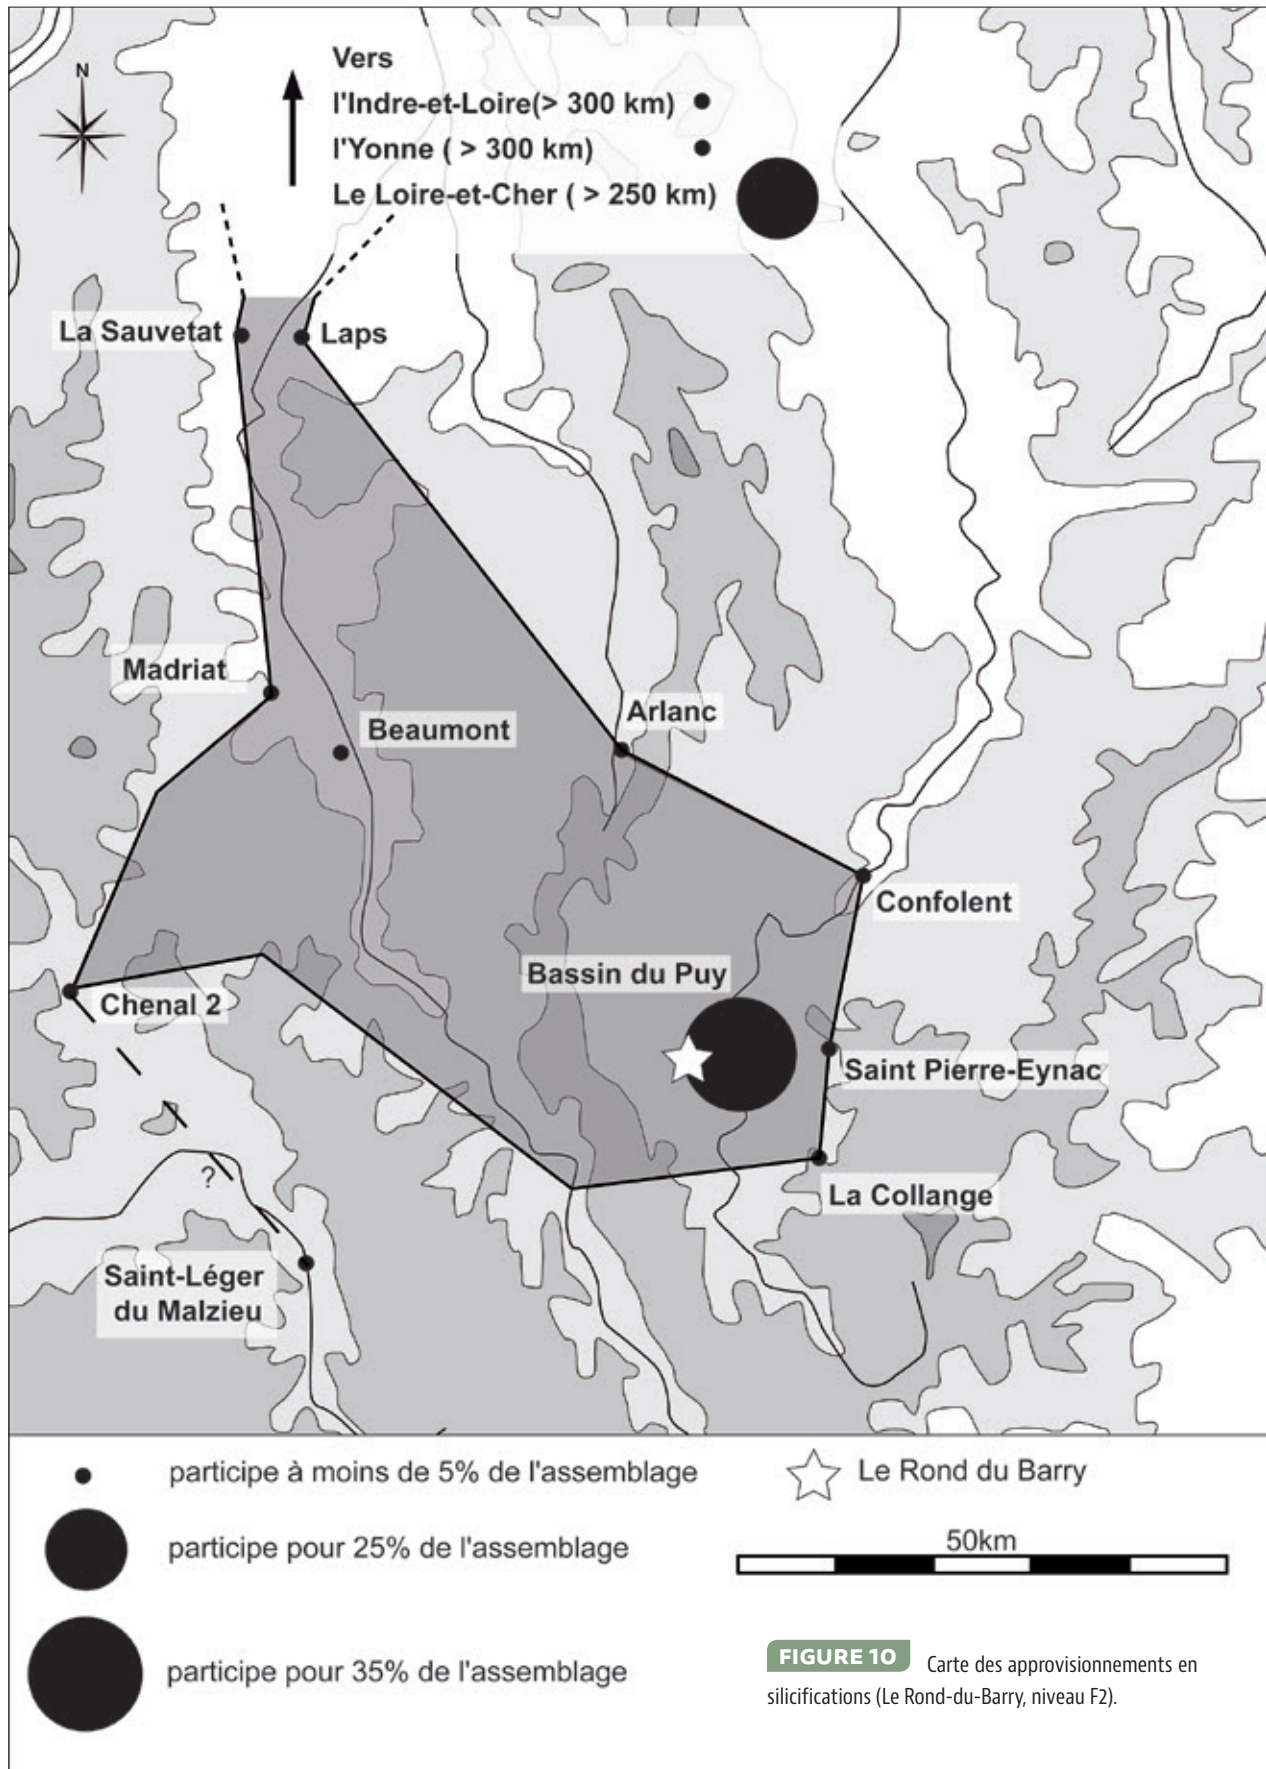 N
Vers
l'Indre-et-Loire(> 300 km)
l'Yonne ( > 300 km)
Le Loire-et-Cher ( > 250 km)
La Sauvetat
Laps
Madriat
Beaumont
Arlanc
Confolent
Bassin du Puy
Chenal 2
Saint Pierre-Eynac
?
La Collange
Saint-Léger
du Malzieu
participe à moins de 5% de l'assemblage
Le Rond du Barry
participe pour 25% de l'assemblage
50km
participe pour 35% de l'assemblage
FIGURE 10 Carte des approvisionnements en
silicifications (Le Rond-du-Barry, niveau F2).